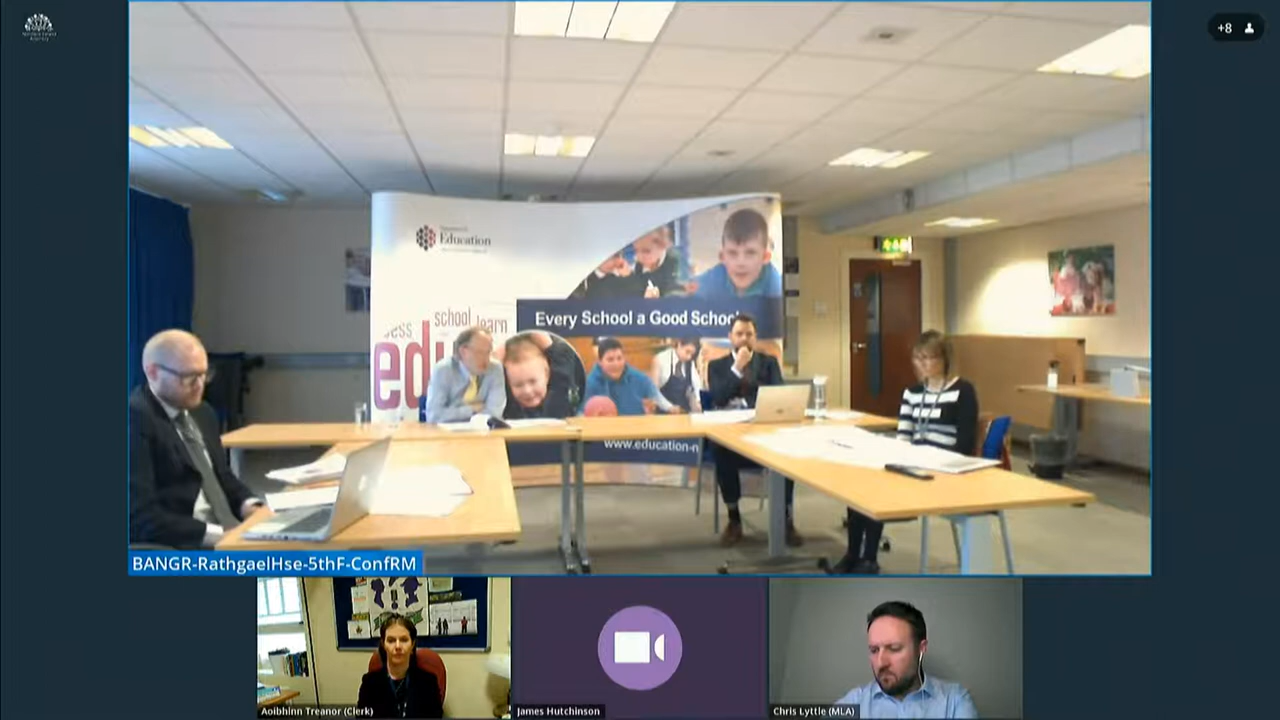 +8
Education
school learn
ess
edu
Every School a Good School
www.education-n
BANGR-RathgaelHse-5thF-ConfRM
Aoibhinn Treanor (Clerk)
James Hutchinson
Chris Lyttle (MLA)